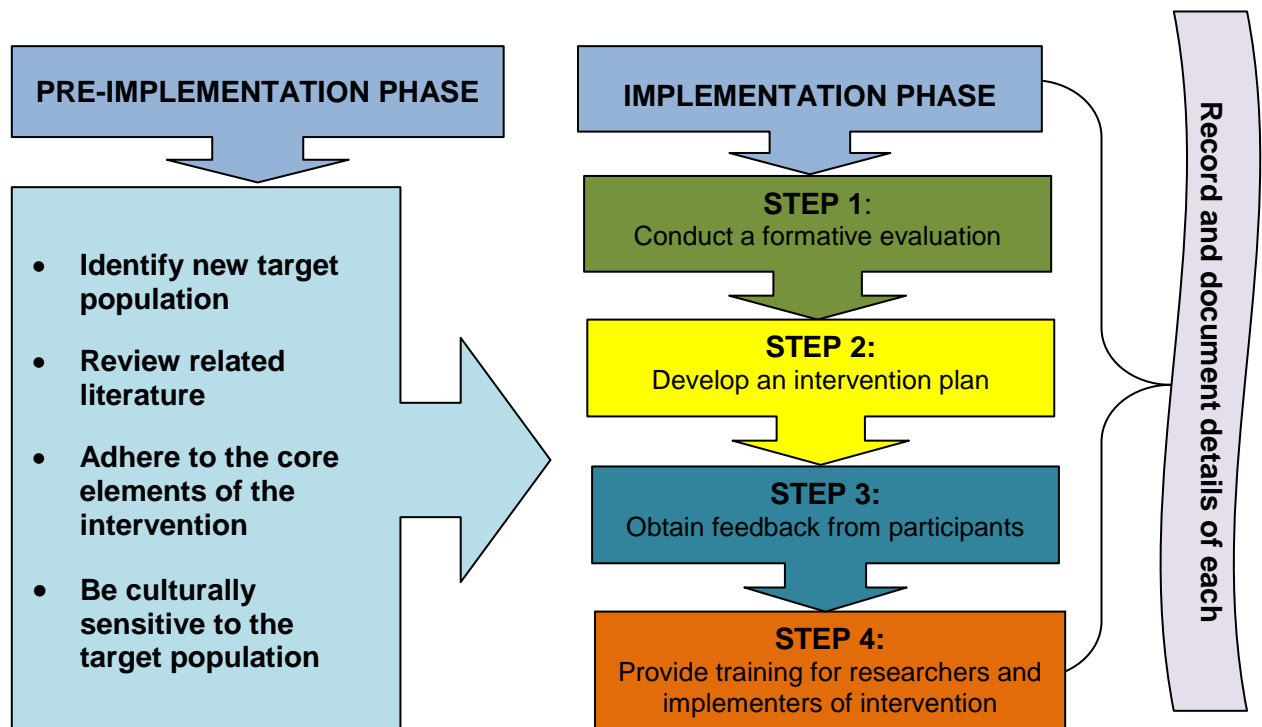 PRE-IMPLEMENTATION PHASE
• Identify new target
population
• Review related
literature
• Adhere to the core
elements of the
intervention
• Be culturally
sensitive to the
target population
IMPLEMENTATION PHASE
STEP 1:
Conduct a formative evaluation
STEP 2:
Develop an intervention plan
STEP 3:
Obtain feedback from participants
STEP 4:
Provide training for researchers and
implementers of intervention
Record and document details of each